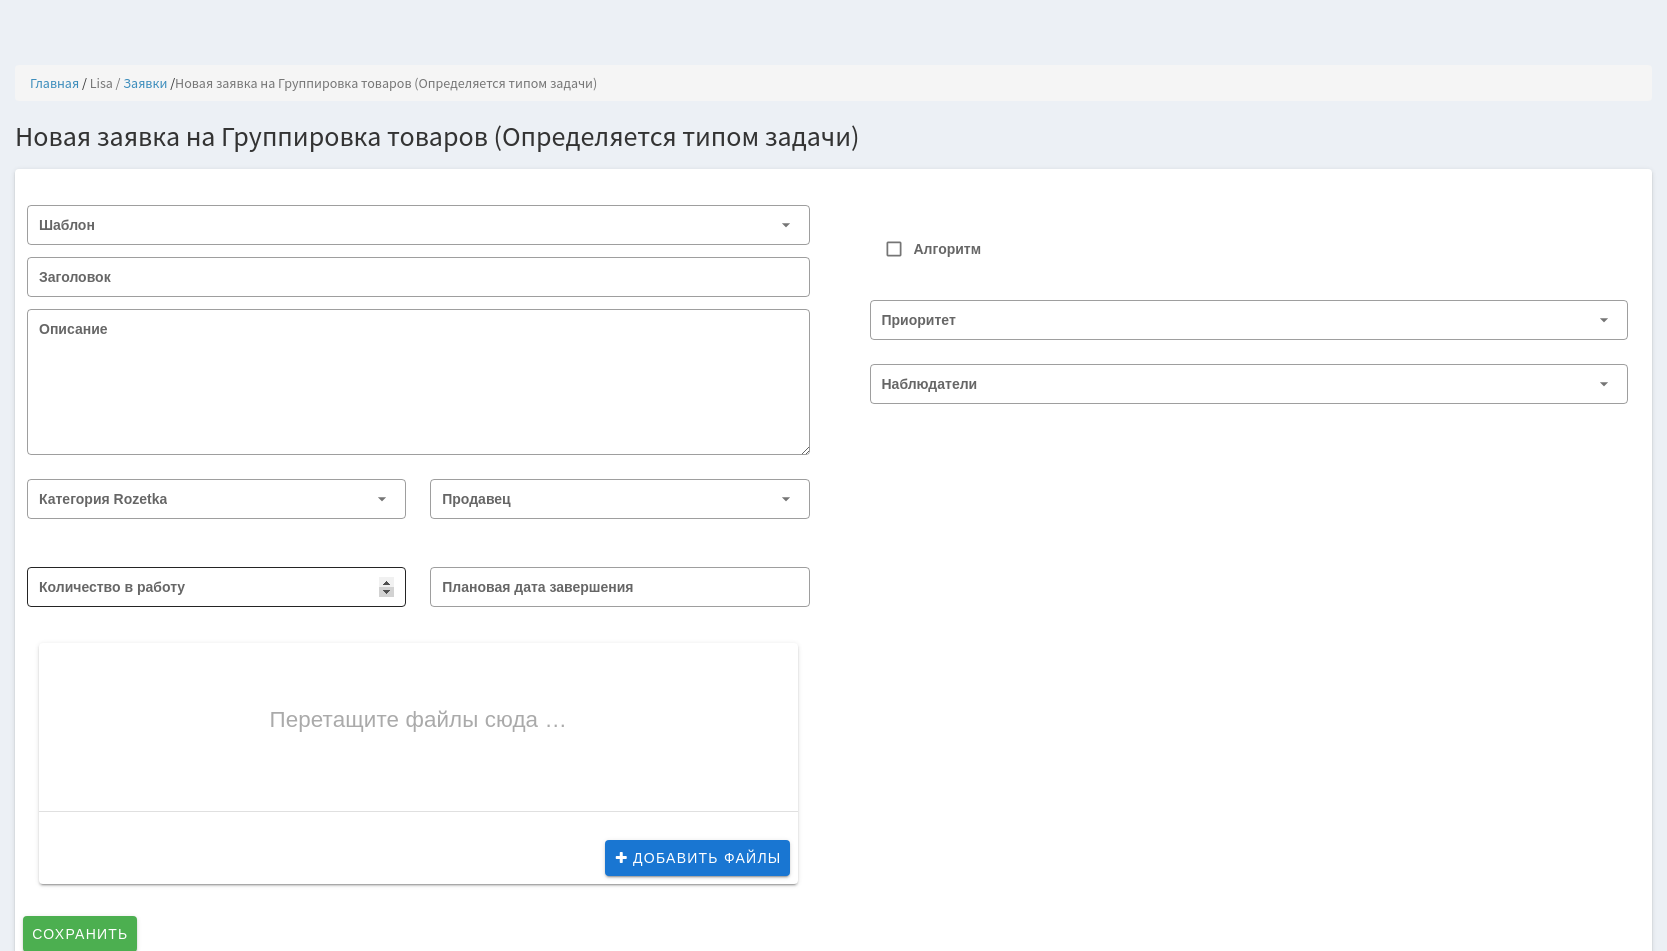 Главная / Lisa / Заявки /Новая заявка на Группировка товаров (Определяется типом задачи)
Новая заявка на Группировка товаров (Определяется типом задачи)
Шаблон
Заголовок
Описание
Категория Rozetka
Продавец
Количество в работу
Плановая дата завершения
Перетащите файлы сюда …
ДОБАВИТЬ ФАЙЛЫ
СОХРАНИТЬ
Алгоритм
Приоритет
Наблюдатели